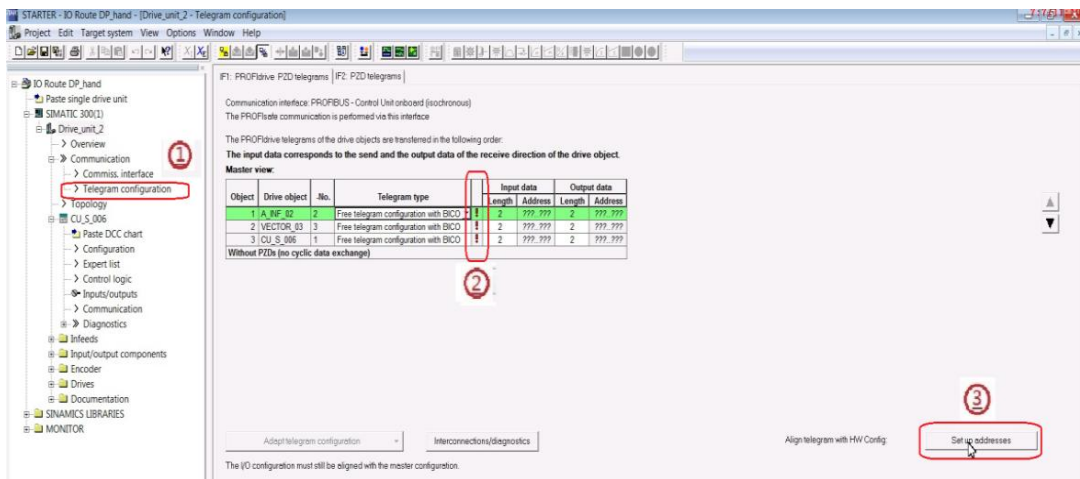 STARTER - IO Route DP_hand - [Drive_unit_2 - Telegram configuration]
Project Edit Target system View Options Window Help
IF1: PROFIdrive PZD telegrams IF2: PZD telegrams
IO Route DP_hand
Paste single drive unit
SIMATIC 300(1)
Drive_unit_2
Overview
Communication
Commiss. interface
Telegram configuration
Topology
CU_S_006
Paste DCC chart
Configuration
Expert list
Control logic
Inputs/outputs
Communication
Diagnostics
Infeeds
Input/output components
Encoder
Drives
Documentation
SINAMICS LIBRARIES
MONITOR
1
Communication interface: PROFIBUS - Control Unit onboard (isochronous)
The PROFIsafe communication is performed via this interface
The PROFIdrive telegrams of the drive objects are transferred in the following order:
The input data corresponds to the send and the output data of the receive direction of the drive object.
Master view:
Object Drive object -No. Telegram type Input data Output data
Length Address Length Address
1 A_INF_02 2 Free telegram configuration with BICO ! 2 ???..??? 2 ???..???
2 VECTOR_03 3 Free telegram configuration with BICO ! 2 ???..??? 2 ???..???
3 CU_S_006 1 Free telegram configuration with BICO ! 2 ???..??? 2 ???..???
Without PZDs (no cyclic data exchange)
2
3
Adapt telegram configuration Interconnections/diagnostics Align telegram with HW Config: Set up addresses
The I/O configuration must still be aligned with the master configuration.